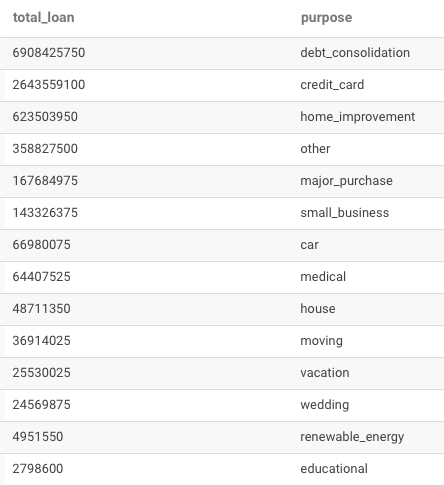 total_loan purpose
6908425750 debt_consolidation
2643559100 credit_card
623503950 home_improvement
358827500 other
167684975 major_purchase
143326375 small_business
66980075 car
64407525 medical
48711350 house
36914025 moving
25530025 vacation
24569875 wedding
4951550 renewable_energy
2798600 educational